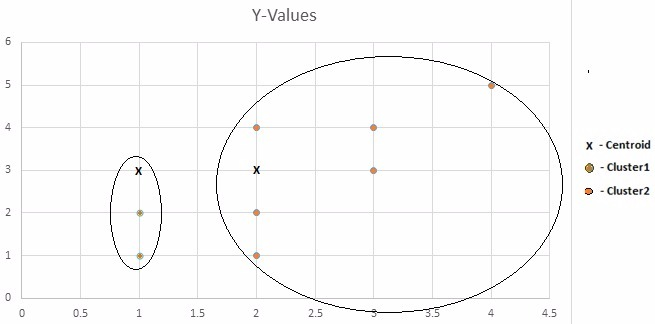 Y-Values
6
5
4
3
2
1
0
0 0.5 1 1.5 2 2.5 3 3.5 4 4.5
X
X
X - Centroid
- Cluster1
- Cluster2